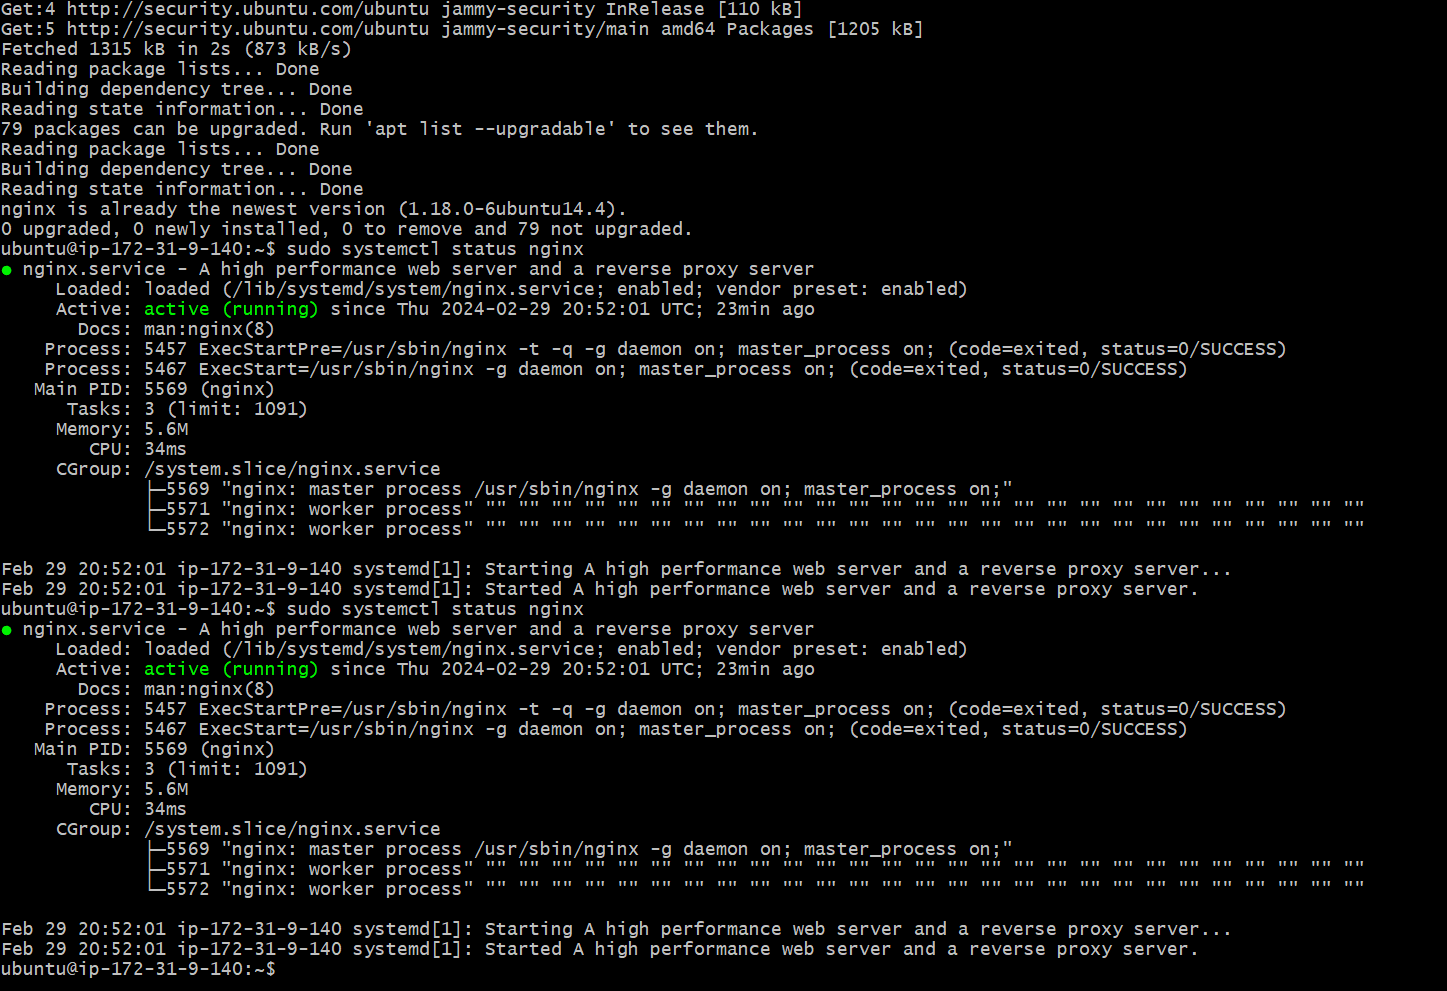 Get:4 http://security.ubuntu.com/ubuntu jammy-security InRelease [110 kB]
Get:5 http://security.ubuntu.com/ubuntu jammy-security/main amd64 Packages [1205 kB]
Fetched 1315 kB in 2s (873 kB/s)
Reading package lists... Done
Building dependency tree... Done
Reading state information... Done
79 packages can be upgraded. Run 'apt list --upgradable' to see them.
Reading package lists... Done
Building dependency tree... Done
Reading state information... Done
nginx is already the newest version (1.18.0-6ubuntu14.4).
0 upgraded, 0 newly installed, 0 to remove and 79 not upgraded.
ubuntu@ip-172-31-9-140:~$ sudo systemctl status nginx
● nginx.service - A high performance web server and a reverse proxy server
     Loaded: loaded (/lib/systemd/system/nginx.service; enabled; vendor preset: enabled)
     Active: active (running) since Thu 2024-02-29 20:52:01 UTC; 23min ago
       Docs: man:nginx(8)
    Process: 5457 ExecStartPre=/usr/sbin/nginx -t -q -g daemon on; master_process on; (code=exited, status=0/SUCCESS)
    Process: 5467 ExecStart=/usr/sbin/nginx -g daemon on; master_process on; (code=exited, status=0/SUCCESS)
   Main PID: 5569 (nginx)
      Tasks: 3 (limit: 1091)
     Memory: 5.6M
        CPU: 34ms
     CGroup: /system.slice/nginx.service
             ├─5569 "nginx: master process /usr/sbin/nginx -g daemon on; master_process on;"
             ├─5571 "nginx: worker process" "" "" "" "" "" "" "" "" "" "" "" "" "" "" "" "" "" "" "" "" "" "" "" "" "" "" ""
             └─5572 "nginx: worker process" "" "" "" "" "" "" "" "" "" "" "" "" "" "" "" "" "" "" "" "" "" "" "" "" "" "" ""

Feb 29 20:52:01 ip-172-31-9-140 systemd[1]: Starting A high performance web server and a reverse proxy server...
Feb 29 20:52:01 ip-172-31-9-140 systemd[1]: Started A high performance web server and a reverse proxy server.
ubuntu@ip-172-31-9-140:~$ sudo systemctl status nginx
● nginx.service - A high performance web server and a reverse proxy server
     Loaded: loaded (/lib/systemd/system/nginx.service; enabled; vendor preset: enabled)
     Active: active (running) since Thu 2024-02-29 20:52:01 UTC; 23min ago
       Docs: man:nginx(8)
    Process: 5457 ExecStartPre=/usr/sbin/nginx -t -q -g daemon on; master_process on; (code=exited, status=0/SUCCESS)
    Process: 5467 ExecStart=/usr/sbin/nginx -g daemon on; master_process on; (code=exited, status=0/SUCCESS)
   Main PID: 5569 (nginx)
      Tasks: 3 (limit: 1091)
     Memory: 5.6M
        CPU: 34ms
     CGroup: /system.slice/nginx.service
             ├─5569 "nginx: master process /usr/sbin/nginx -g daemon on; master_process on;"
             ├─5571 "nginx: worker process" "" "" "" "" "" "" "" "" "" "" "" "" "" "" "" "" "" "" "" "" "" "" "" "" "" "" ""
             └─5572 "nginx: worker process" "" "" "" "" "" "" "" "" "" "" "" "" "" "" "" "" "" "" "" "" "" "" "" "" "" "" ""

Feb 29 20:52:01 ip-172-31-9-140 systemd[1]: Starting A high performance web server and a reverse proxy server...
Feb 29 20:52:01 ip-172-31-9-140 systemd[1]: Started A high performance web server and a reverse proxy server.
ubuntu@ip-172-31-9-140:~$